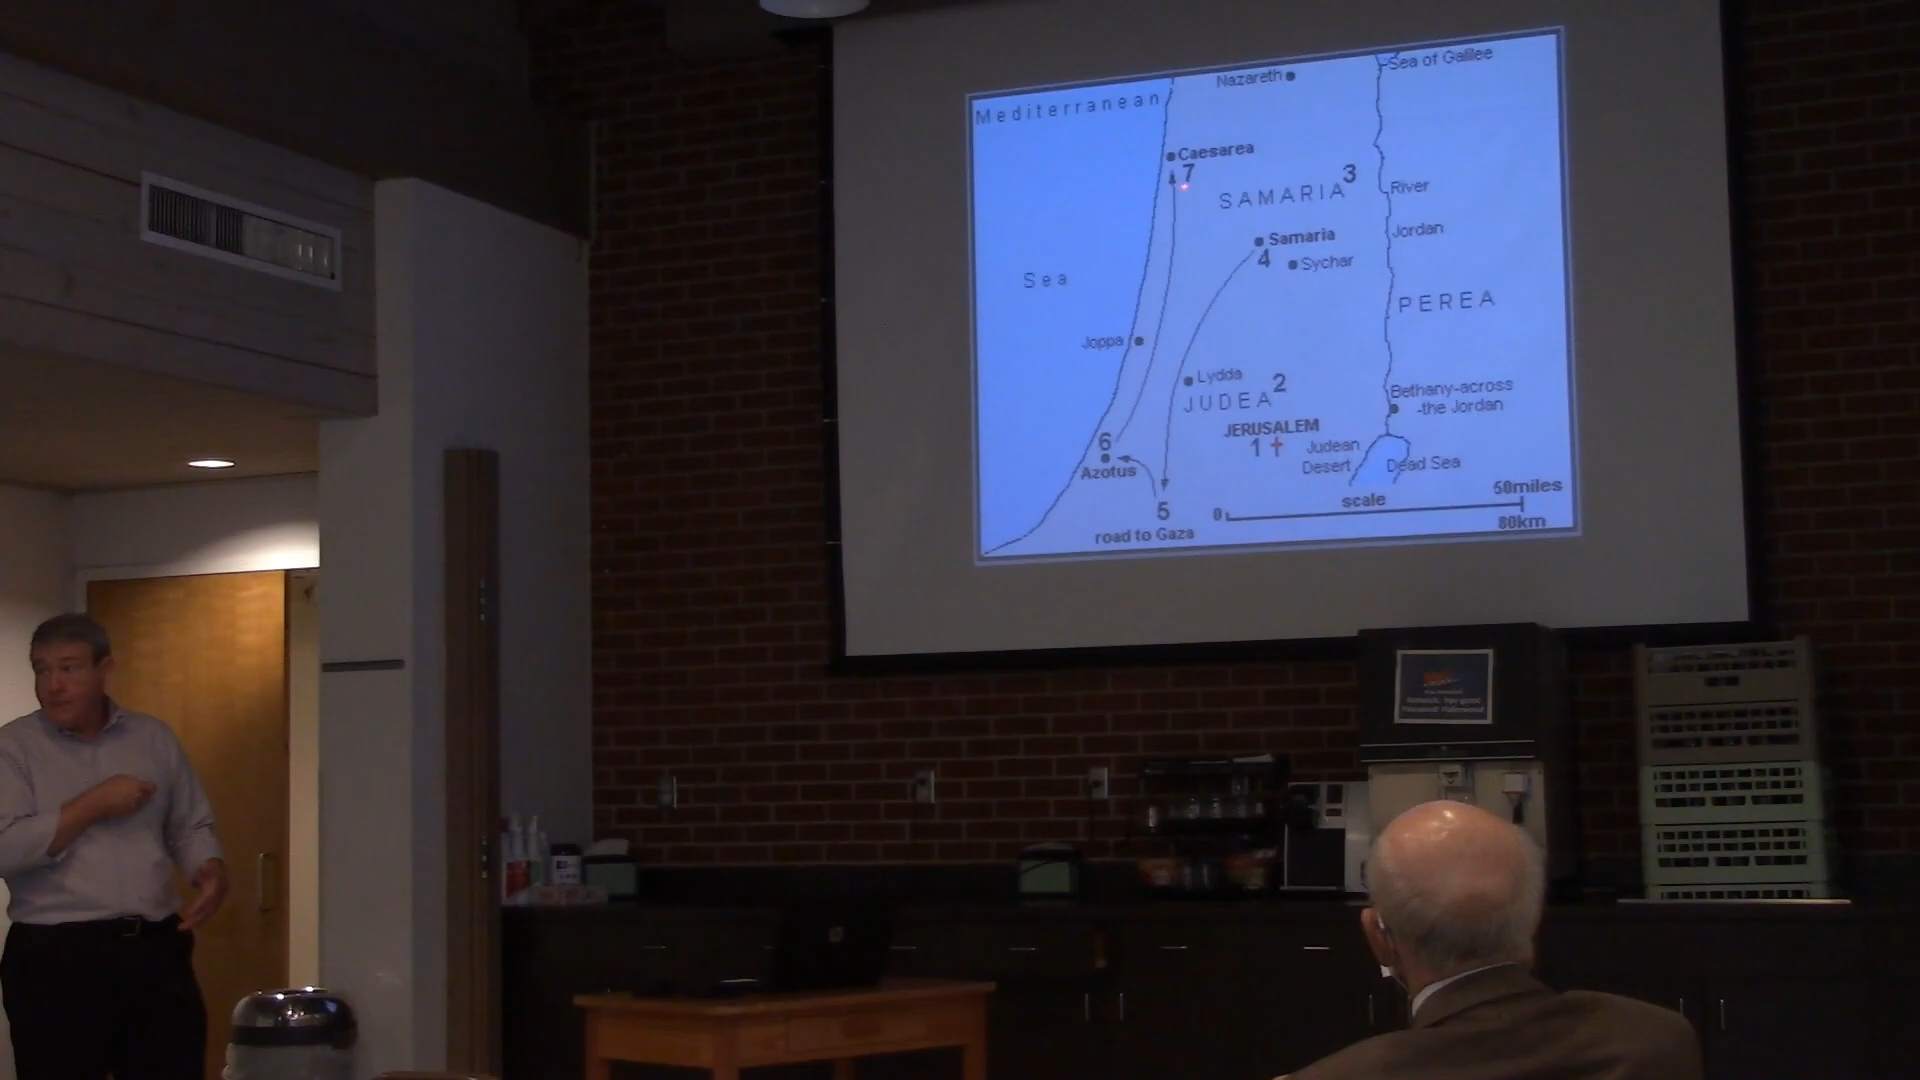 Nazareth
Sea of Galilee
Mediterranean
Caesarea
7
SAMARIA 3
River
Samaria
4
Sychar
Jordan
Sea
PEREA
Joppa
Lydda
JUDEA 2
Bethany-across
-the Jordan
JERUSALEM
1
Judean
Desert
Dead Sea
6
Azotus
5
road to Gaza
scale
0
50miles
80km